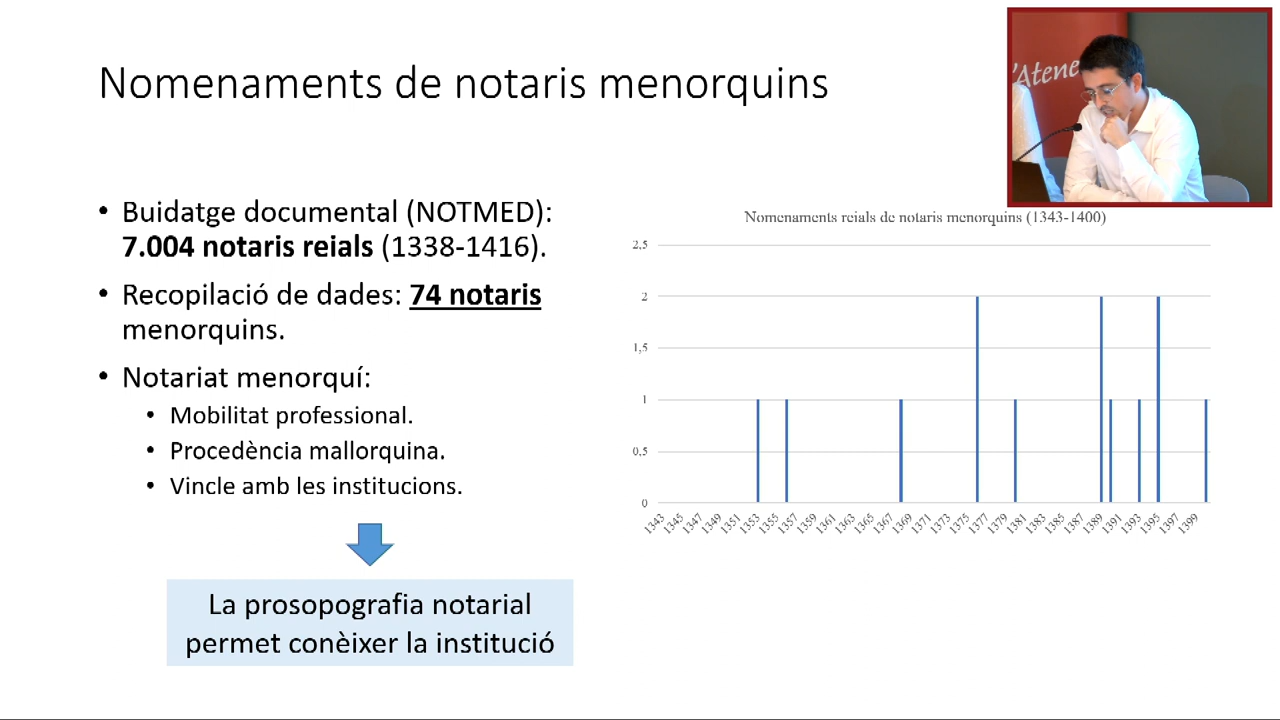 Nomenaments de notaris menorquins
'Atene
• Buidatge documental (NOTMED):
7.004 notaris reials (1338-1416).
• Recopilació de dades: 74 notaris
menorquins.
• Notariat menorquí:
• Mobilitat professional.
• Procedència mallorquina.
• Vincle amb les institucions.
La prosopografia notarial
permet conèixer la institució
Nomenaments reials de notaris menorquins (1343-1400)
2,5
2
1,5
1
0,5
0
1343 1345 1347 1349 1351 1353 1355 1357 1359 1361 1363 1365 1367 1369 1371 1373 1375 1377 1379 1381 1383 1385 1387 1389 1391 1393 1395 1397 1399